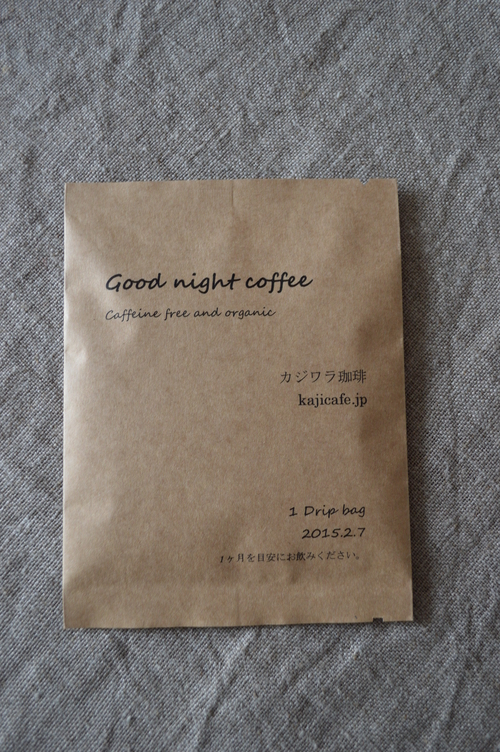 Good night coffee
Caffeine free and organic
カジワラ珈琲
kajicafe.jp
1 Drip bag
2015.2.7
1ヶ月を目安にお飲みください。